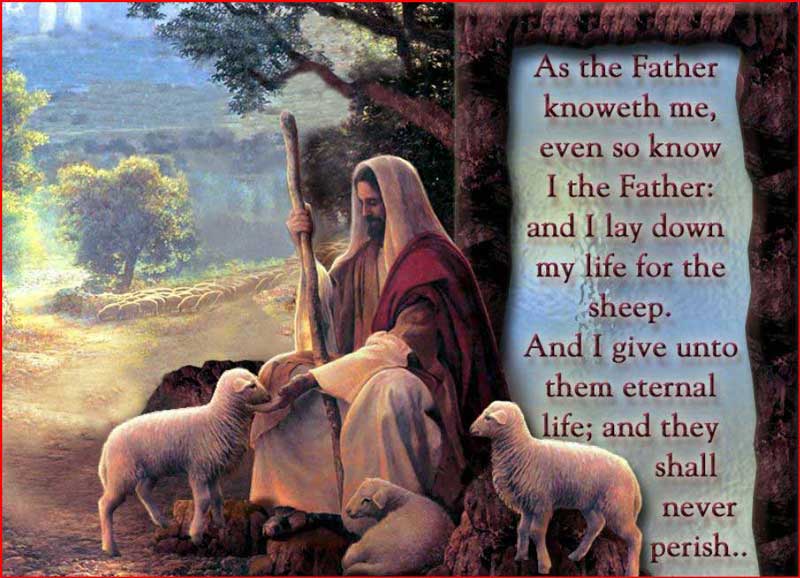 As the Father
knoweth me,
even so know
I the Father:
and I lay down
my life for the
sheep.
And I give unto
them eternal
life; and they
shall
never
perish..